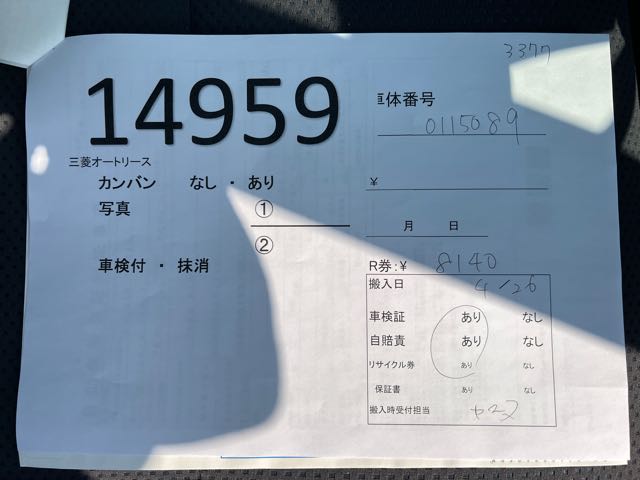 3377
14959
車体番号
0115089
三菱オートリース
カンバン なし ・ あり
¥
写真 ①
②
月 日
車検付 ・ 抹消
R券:¥ 8140
搬入日 4/26
車検証 あり なし
自賠責 あり なし
リサイクル券 あり なし
保証書 あり なし
搬入時受付担当